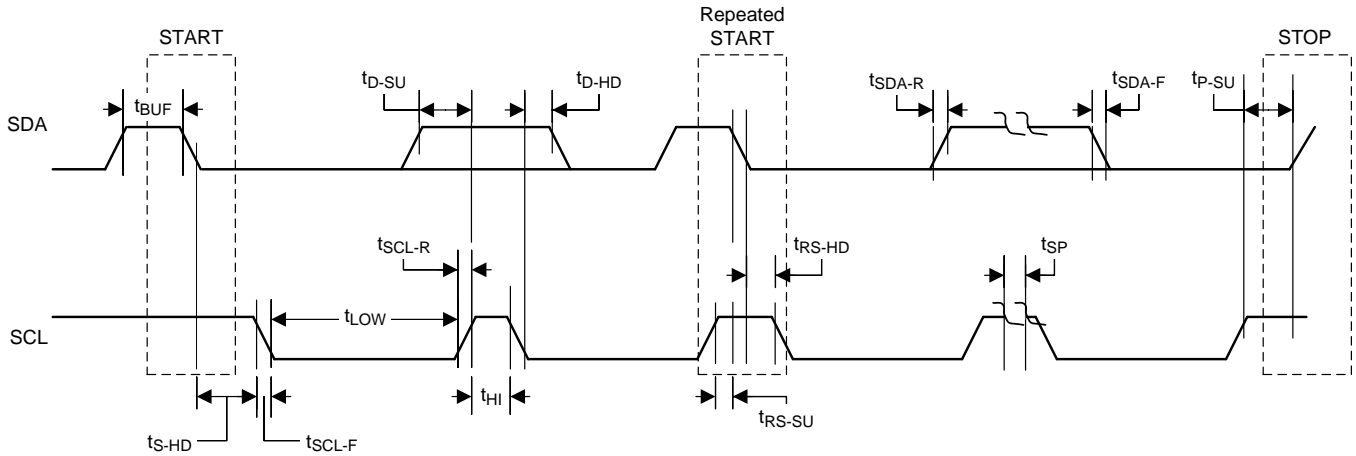 START
Repeated
START
STOP
tD-SU
tD-HD
tSDA-R
tSDA-F
tP-SU
tBUF
SDA
tSCL-R
tRS-HD
tSP
tLOW
SCL
tHI
tRS-SU
tS-HD
tSCL-F